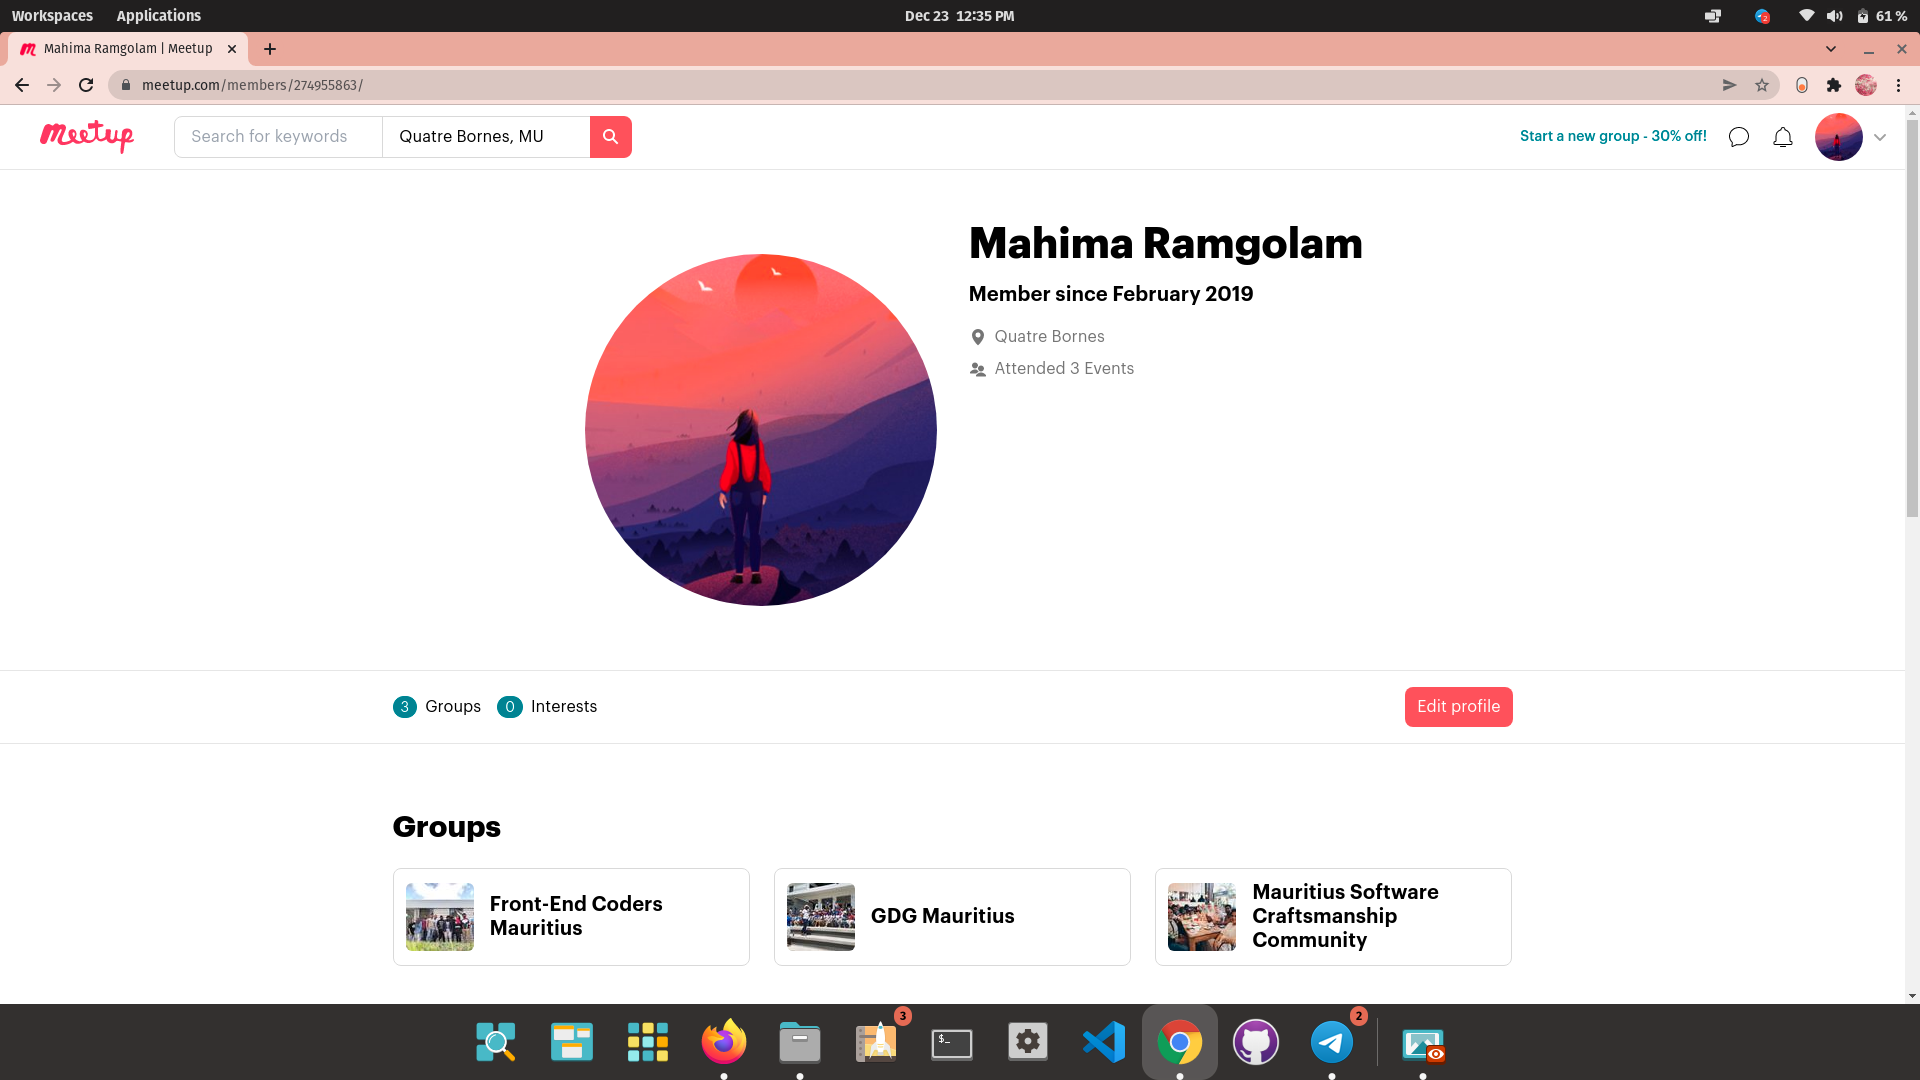 Workspaces Applications Dec 23 12:35 PM 61 %
Mahima Ramgolam | Meetup
meetup.com/members/274955863/
Meetup Search for keywords Quatre Bornes, MU Start a new group - 30% off!
Mahima Ramgolam
Member since February 2019
Quatre Bornes
Attended 3 Events
3 Groups 0 Interests Edit profile
Groups
Front-End Coders
Mauritius
GDG Mauritius
Mauritius Software
Craftsmanship
Community
3
2
$_